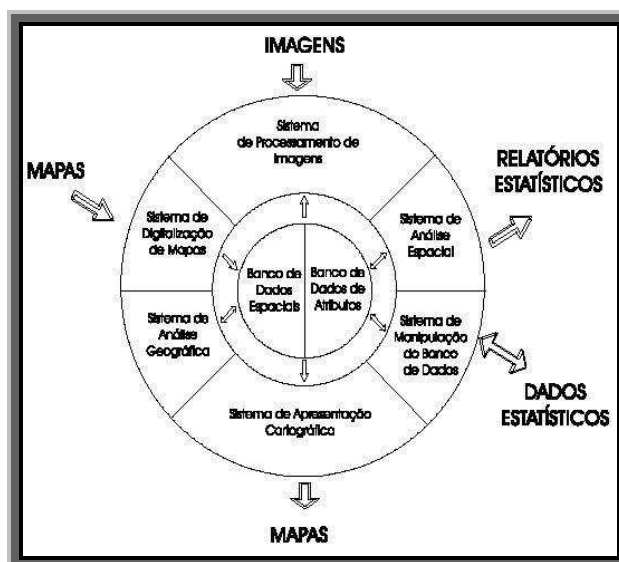 IMAGENS
Sistema
de Processamento de
Imagens
MAPAS
RELATÓRIOS
ESTATÍSTICOS
Sistema de
Digitalização
de Mapas
Sistema de
Análise
Espacial
Banco de
Dados
Espaciais
Banco de
Dados de
Atributos
Sistema de
Análise
Geográfica
Sistema de
Manipulação
do Banco
de Dados
DADOS
ESTATÍSTICOS
Sistema de Apresentação
Cartográfica
MAPAS